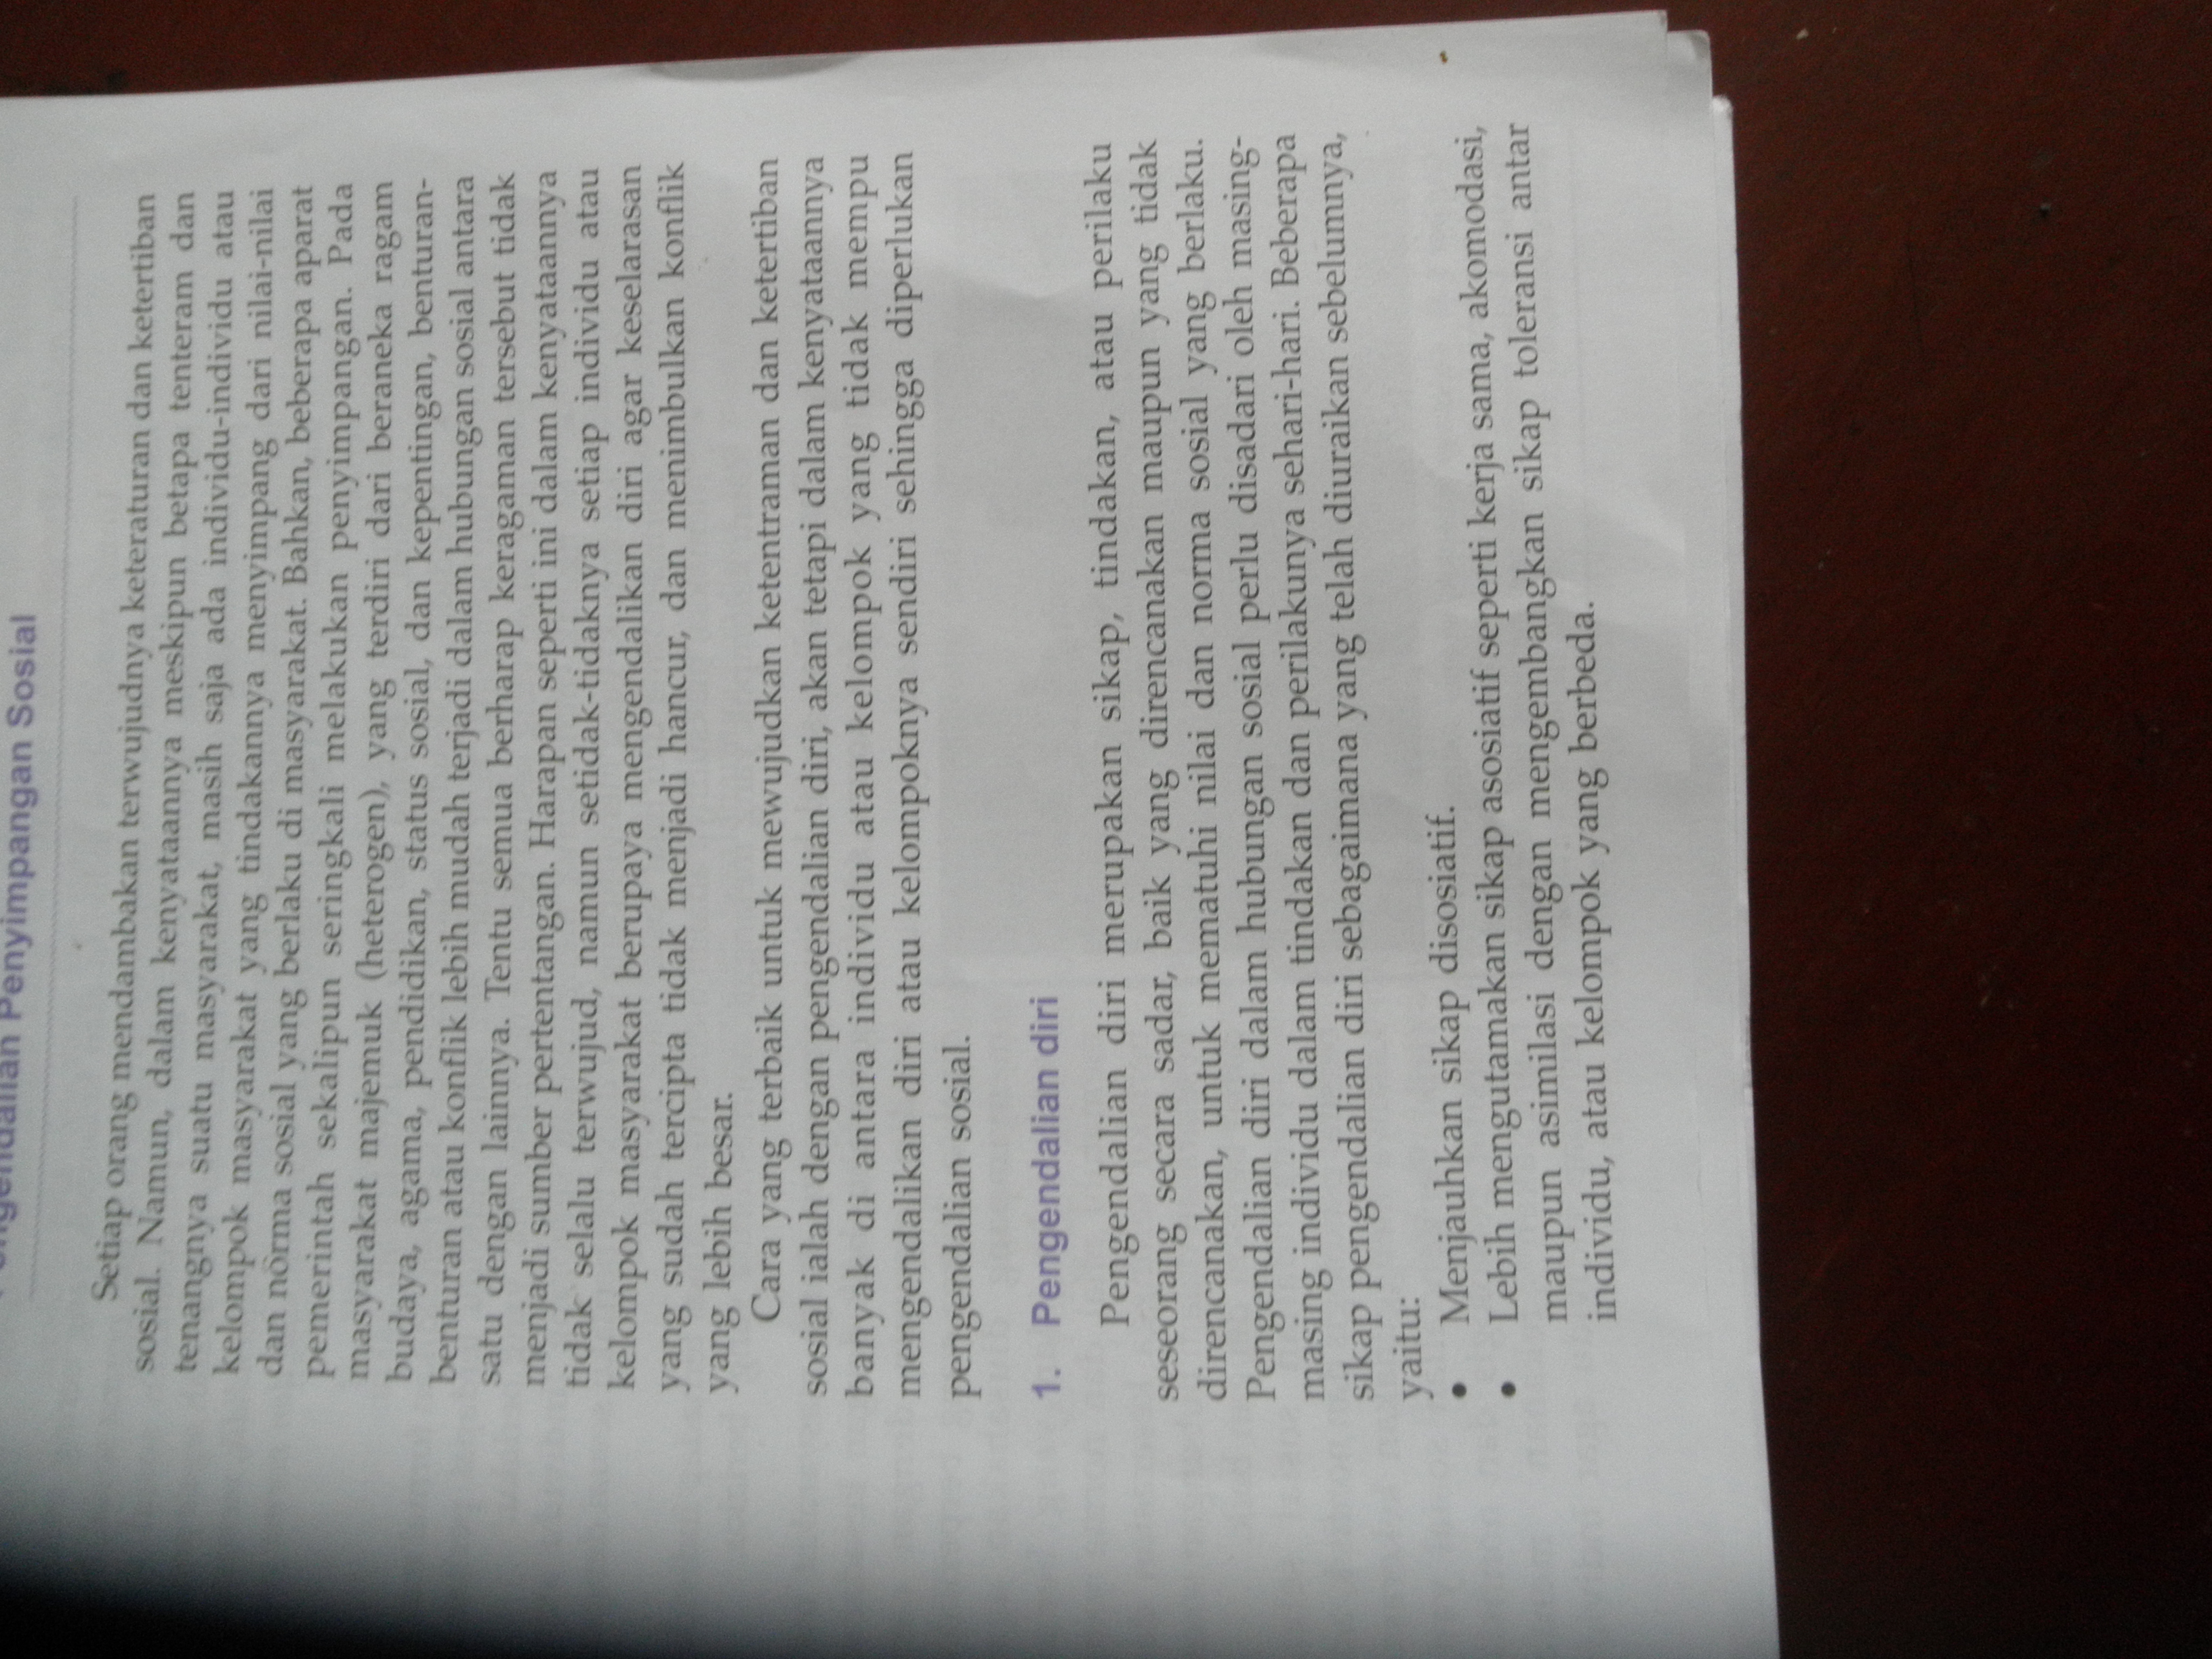 Pengendalian Penyimpangan Sosial
Setiap orang mendambakan terwujudnya keteraturan dan ketertiban
sosial. Namun, dalam kenyataannya meskipun betapa tenteram dan
tenangnya suatu masyarakat, masih saja ada individu-individu atau
kelompok masyarakat yang tindakannya menyimpang dari nilai-nilai
dan norma sosial yang berlaku di masyarakat. Bahkan, beberapa aparat
pemerintah sekalipun seringkali melakukan penyimpangan. Pada
masyarakat majemuk (heterogen), yang terdiri dari beraneka ragam
budaya, agama, pendidikan, status sosial, dan kepentingan, benturan-
benturan atau konflik lebih mudah terjadi dalam hubungan sosial antara
satu dengan lainnya. Tentu semua berharap keragaman tersebut tidak
menjadi sumber pertentangan. Harapan seperti ini dalam kenyataannya
tidak selalu terwujud, namun setidak-tidaknya setiap individu atau
kelompok masyarakat berupaya mengendalikan diri agar keselarasan
yang sudah tercipta tidak menjadi hancur, dan menimbulkan konflik
yang lebih besar.
Cara yang terbaik untuk mewujudkan ketentraman dan ketertiban
sosial ialah dengan pengendalian diri, akan tetapi dalam kenyataannya
banyak di antara individu atau kelompok yang tidak mempu
mengendalikan diri atau kelompoknya sendiri sehingga diperlukan
pengendalian sosial.
1. Pengendalian diri
Pengendalian diri merupakan sikap, tindakan, atau perilaku
seseorang secara sadar, baik yang direncanakan maupun yang tidak
direncanakan, untuk mematuhi nilai dan norma sosial yang berlaku.
Pengendalian diri dalam hubungan sosial perlu disadari oleh masing-
masing individu dalam tindakan dan perilakunya sehari-hari. Beberapa
sikap pengendalian diri sebagaimana yang telah diuraikan sebelumnya,
yaitu:
• Menjauhkan sikap disosiatif.
• Lebih mengutamakan sikap asosiatif seperti kerja sama, akomodasi,
maupun asimilasi dengan mengembangkan sikap toleransi antar
individu, atau kelompok yang berbeda.